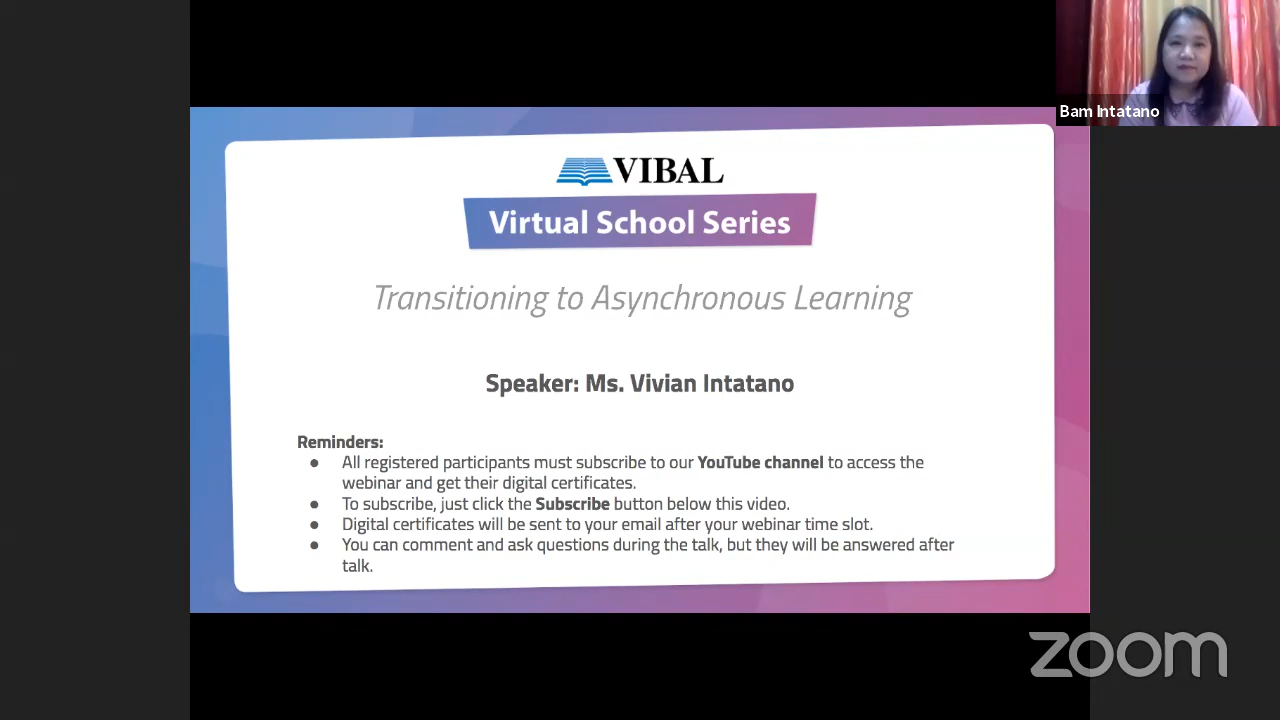 Bam Intatano
VIBAL
Virtual School Series
Transitioning to Asynchronous Learning
Speaker: Ms. Vivian Intatano
Reminders:
● All registered participants must subscribe to our YouTube channel to access the
webinar and get their digital certificates.
● To subscribe, just click the Subscribe button below this video.
● Digital certificates will be sent to your email after your webinar time slot.
● You can comment and ask questions during the talk, but they will be answered after
talk.
zoom